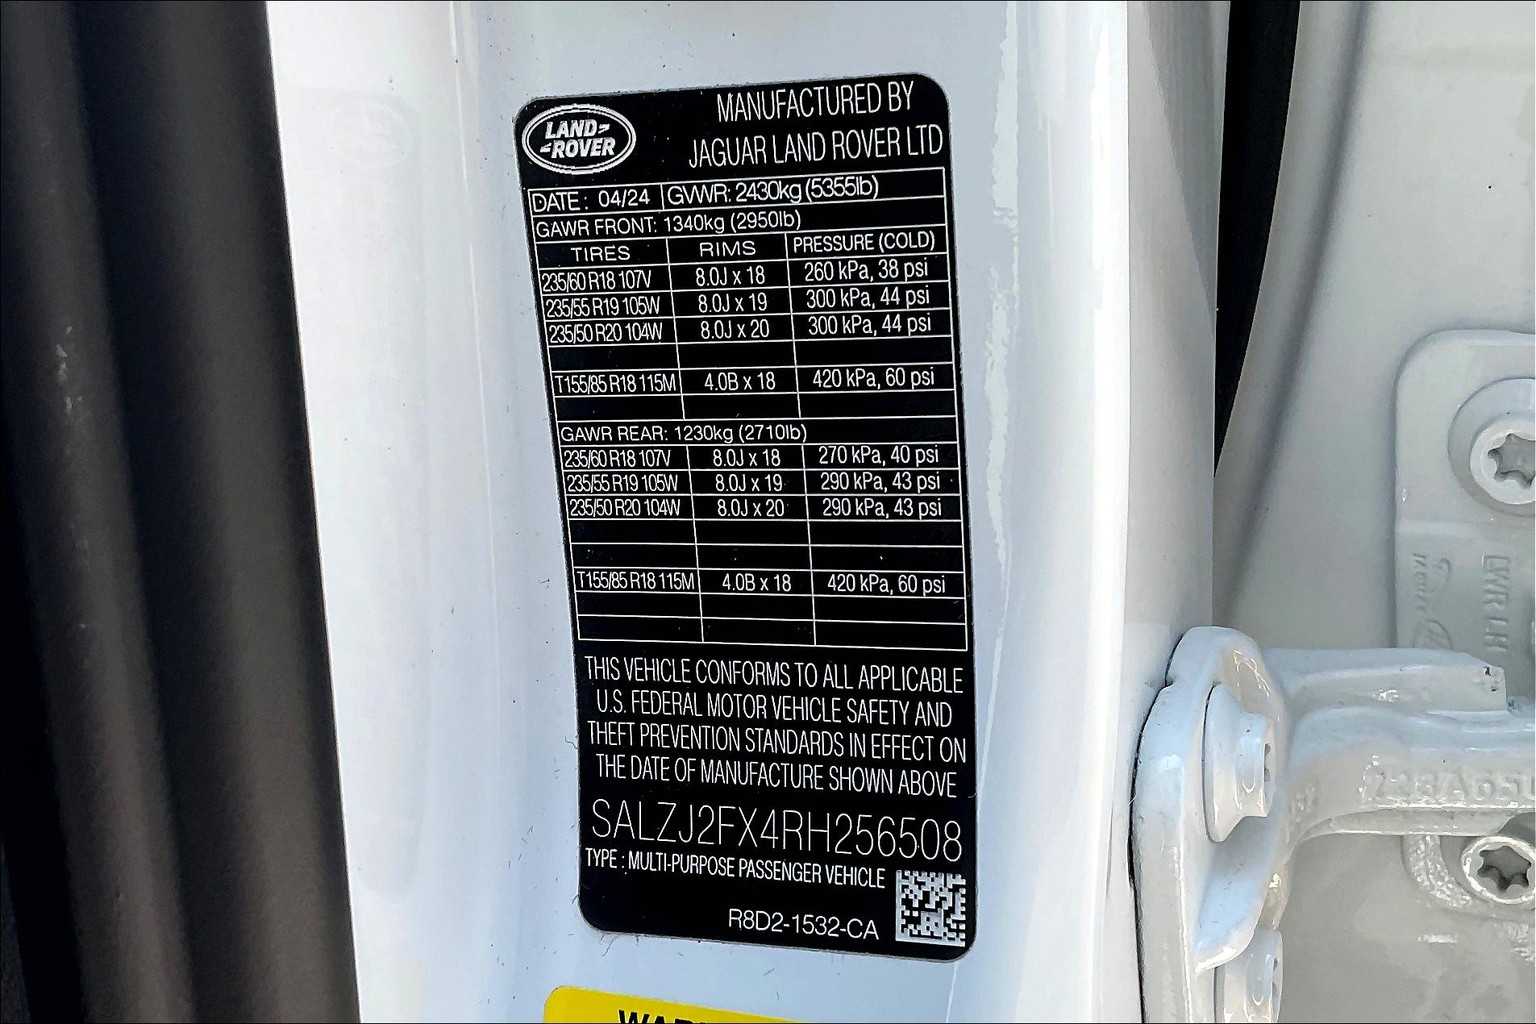 LAND
ROVER
MANUFACTURED BY
JAGUAR LAND ROVER LTD
DATE: 04/24 GVWR: 2430kg (5355lb)
GAWR FRONT: 1340kg (2950lb)
TIRES RIMS PRESSURE (COLD)
235/60 R18 107V 8.0J x 18 260 kPa, 38 psi
235/55 R19 105W 8.0J x 19 300 kPa, 44 psi
235/50 R20 104W 8.0J x 20 300 kPa, 44 psi
T155/85 R18 115M 4.0B x 18 420 kPa, 60 psi
GAWR REAR: 1230kg (2710lb)
235/60 R18 107V 8.0J x 18 270 kPa, 40 psi
235/55 R19 105W 8.0J x 19 290 kPa, 43 psi
235/50 R20 104W 8.0J x 20 290 kPa, 43 psi
T155/85 R18 115M 4.0B x 18 420 kPa, 60 psi
THIS VEHICLE CONFORMS TO ALL APPLICABLE
U.S. FEDERAL MOTOR VEHICLE SAFETY AND
THEFT PREVENTION STANDARDS IN EFFECT ON
THE DATE OF MANUFACTURE SHOWN ABOVE
SALZJ2FX4RH256508
TYPE : MULTI-PURPOSE PASSENGER VEHICLE
R8D2-1532-CA